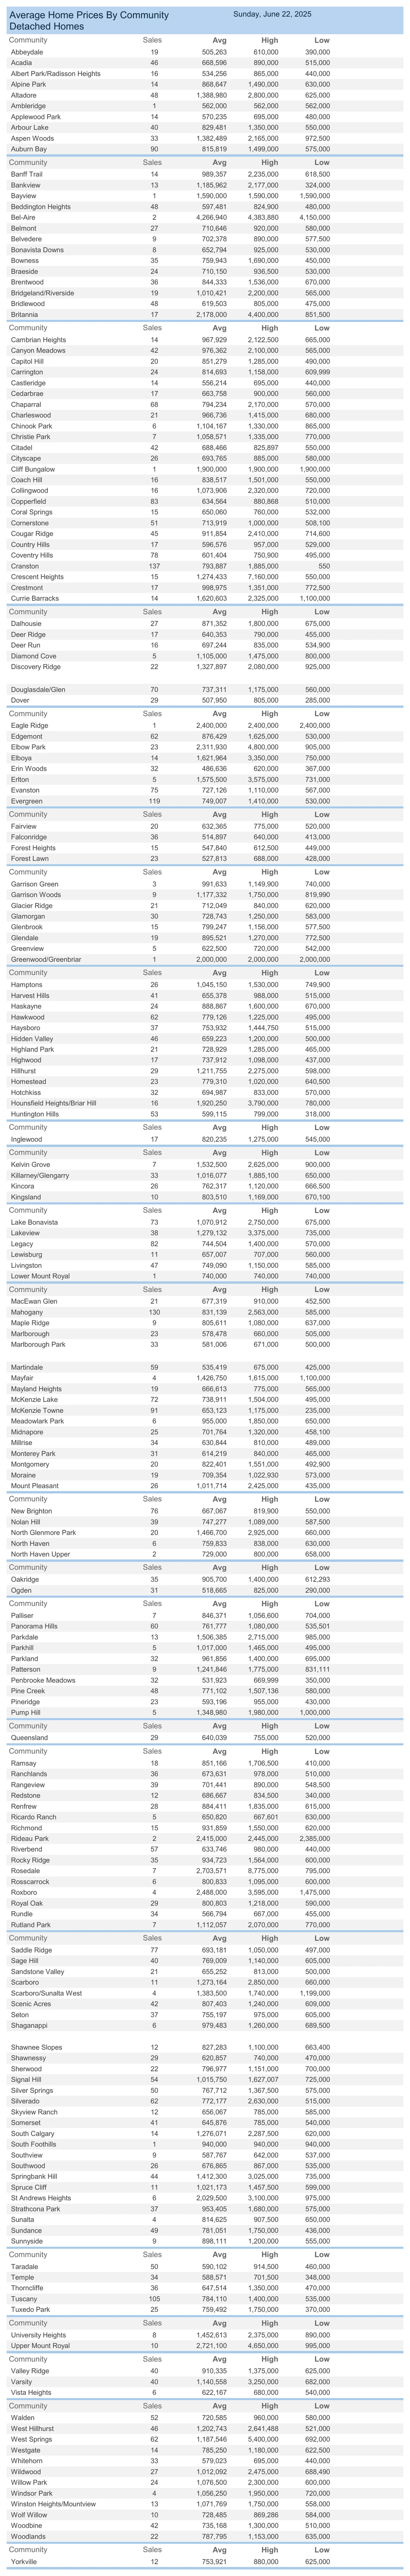 Average Home Prices By Community Sunday, June 22, 2025
Detached Homes
Community Sales Avg High Low
Abbeydale 19 505,263 610,000 390,000
Acadia 46 668,596 890,000 515,000
Albert Park/Radisson Heights 16 534,256 865,000 440,000
Alpine Park 14 868,647 1,490,000 630,000
Altadore 48 1,388,980 2,800,000 625,000
Ambleridge 1 562,000 562,000 562,000
Applewood Park 14 570,235 695,000 480,000
Arbour Lake 40 829,481 1,350,000 550,000
Aspen Woods 33 1,382,489 2,165,000 972,500
Auburn Bay 90 815,819 1,499,000 575,000
Community Sales Avg High Low
Banff Trail 14 989,357 2,235,000 618,500
Bankview 13 1,185,962 2,177,000 324,000
Bayview 1 1,590,000 1,590,000 1,590,000
Beddington Heights 48 597,481 824,900 480,000
Bel-Aire 2 4,266,940 4,383,880 4,150,000
Belmont 27 710,646 920,000 580,000
Belvedere 9 702,378 890,000 577,500
Bonavista Downs 8 652,794 925,000 530,000
Bowness 35 759,943 1,690,000 450,000
Braeside 24 710,150 936,500 530,000
Brentwood 36 844,333 1,536,000 670,000
Bridgeland/Riverside 19 1,010,421 2,200,000 565,000
Bridlewood 48 619,503 805,000 475,000
Britannia 17 2,178,000 4,400,000 851,500
Community Sales Avg High Low
Cambrian Heights 14 967,929 2,122,500 665,000
Canyon Meadows 42 976,362 2,100,000 565,000
Capitol Hill 20 851,279 1,285,000 490,000
Carrington 24 814,693 1,158,000 609,999
Castleridge 14 556,214 695,000 440,000
Cedarbrae 17 663,758 900,000 560,000
Chaparral 68 794,234 2,170,000 570,000
Charleswood 21 966,736 1,415,000 680,000
Chinook Park 6 1,104,167 1,330,000 865,000
Christie Park 7 1,058,571 1,335,000 770,000
Citadel 42 688,466 825,897 550,000
Cityscape 26 693,765 885,000 580,000
Cliff Bungalow 1 1,900,000 1,900,000 1,900,000
Coach Hill 16 838,517 1,501,000 550,000
Collingwood 16 1,073,906 2,320,000 720,000
Copperfield 83 634,564 880,868 510,000
Coral Springs 15 650,060 760,000 532,000
Cornerstone 51 713,919 1,000,000 508,100
Cougar Ridge 45 911,854 2,410,000 714,600
Country Hills 17 596,576 957,000 529,000
Coventry Hills 78 601,404 750,900 495,000
Cranston 137 793,887 1,885,000 550
Crescent Heights 15 1,274,433 7,160,000 550,000
Crestmont 17 998,975 1,351,000 772,500
Currie Barracks 14 1,620,603 2,325,000 1,100,000
Community Sales Avg High Low
Dalhousie 27 871,352 1,800,000 675,000
Deer Ridge 17 640,353 790,000 455,000
Deer Run 16 697,244 835,000 534,900
Diamond Cove 5 1,105,000 1,475,000 800,000
Discovery Ridge 22 1,327,897 2,080,000 925,000
Douglasdale/Glen 70 737,311 1,175,000 560,000
Dover 29 507,950 805,000 285,000
Community Sales Avg High Low
Eagle Ridge 1 2,400,000 2,400,000 2,400,000
Edgemont 62 876,429 1,625,000 530,000
Elbow Park 23 2,311,930 4,800,000 905,000
Elboya 14 1,621,964 3,350,000 750,000
Erin Woods 32 486,636 620,000 367,000
Erlton 5 1,575,500 3,575,000 731,000
Evanston 75 727,126 1,110,000 567,000
Evergreen 119 749,007 1,410,000 530,000
Community Sales Avg High Low
Fairview 20 632,365 775,000 520,000
Falconridge 36 514,897 640,000 413,000
Forest Heights 15 547,840 612,500 449,000
Forest Lawn 23 527,813 688,000 428,000
Community Sales Avg High Low
Garrison Green 3 991,633 1,149,900 740,000
Garrison Woods 9 1,177,332 1,750,000 819,990
Glacier Ridge 21 712,049 840,000 620,000
Glamorgan 30 728,743 1,250,000 583,000
Glenbrook 15 799,247 1,156,000 577,500
Glendale 19 895,521 1,270,000 772,500
Greenview 5 622,500 720,000 542,000
Greenwood/Greenbriar 1 2,000,000 2,000,000 2,000,000
Community Sales Avg High Low
Hamptons 26 1,045,150 1,530,000 749,900
Harvest Hills 41 655,378 988,000 515,000
Haskayne 24 888,867 1,600,000 670,000
Hawkwood 62 779,126 1,225,000 495,000
Haysboro 37 753,932 1,444,750 515,000
Hidden Valley 46 659,223 1,200,000 500,000
Highland Park 21 728,929 1,285,000 465,000
Highwood 17 737,912 1,098,000 437,000
Hillhurst 29 1,211,755 2,275,000 598,000
Homestead 23 779,310 1,020,000 640,500
Hotchkiss 32 694,987 833,000 570,000
Hounsfield Heights/Briar Hill 16 1,920,250 3,790,000 780,000
Huntington Hills 53 599,115 799,000 318,000
Community Sales Avg High Low
Inglewood 17 820,235 1,275,000 545,000
Community Sales Avg High Low
Kelvin Grove 7 1,532,500 2,625,000 900,000
Killarney/Glengarry 33 1,016,077 1,885,100 650,000
Kincora 26 762,317 1,120,000 666,500
Kingsland 10 803,510 1,169,000 670,100
Community Sales Avg High Low
Lake Bonavista 73 1,070,912 2,750,000 675,000
Lakeview 38 1,279,132 3,375,000 735,000
Legacy 82 744,504 1,400,000 570,000
Lewisburg 11 657,007 707,000 560,000
Livingston 47 749,090 1,150,000 585,000
Lower Mount Royal 1 740,000 740,000 740,000
Community Sales Avg High Low
MacEwan Glen 21 677,319 910,000 452,500
Mahogany 130 831,139 2,563,000 585,000
Maple Ridge 9 805,611 1,080,000 637,000
Marlborough 23 578,478 660,000 505,000
Marlborough Park 33 581,006 671,000 500,000
Martindale 59 535,419 675,000 425,000
Mayfair 4 1,426,750 1,615,000 1,100,000
Mayland Heights 19 666,613 775,000 565,000
McKenzie Lake 72 738,911 1,504,000 495,000
McKenzie Towne 91 653,123 1,175,000 235,000
Meadowlark Park 6 955,000 1,850,000 650,000
Midnapore 25 701,764 1,320,000 458,100
Millrise 34 630,844 810,000 489,000
Monterey Park 31 614,219 840,000 465,000
Montgomery 20 822,401 1,551,000 492,900
Moraine 19 709,354 1,022,930 573,000
Mount Pleasant 26 1,011,714 2,425,000 435,000
Community Sales Avg High Low
New Brighton 76 667,067 819,900 550,000
Nolan Hill 39 747,277 1,089,000 587,500
North Glenmore Park 20 1,466,700 2,925,000 660,000
North Haven 6 759,833 838,000 630,000
North Haven Upper 2 729,000 800,000 658,000
Community Sales Avg High Low
Oakridge 35 905,700 1,400,000 612,293
Ogden 31 518,665 825,000 290,000
Community Sales Avg High Low
Palliser 7 846,371 1,056,600 704,000
Panorama Hills 60 761,777 1,080,000 535,501
Parkdale 13 1,506,385 2,715,000 985,000
Parkhill 5 1,017,000 1,465,000 495,000
Parkland 32 961,856 1,400,000 695,000
Patterson 9 1,241,846 1,775,000 831,111
Penbrooke Meadows 32 531,923 669,999 350,000
Pine Creek 48 771,102 1,507,136 580,000
Pineridge 23 593,196 955,000 430,000
Pump Hill 5 1,348,980 1,980,000 1,000,000
Community Sales Avg High Low
Queensland 29 640,039 755,000 520,000
Community Sales Avg High Low
Ramsay 18 851,166 1,706,500 410,000
Ranchlands 36 673,631 978,000 510,000
Rangeview 39 701,441 890,000 548,500
Redstone 12 686,667 834,500 340,000
Renfrew 28 884,411 1,835,000 615,000
Ricardo Ranch 5 650,820 667,601 630,000
Richmond 15 931,859 1,550,000 620,000
Rideau Park 2 2,415,000 2,445,000 2,385,000
Riverbend 57 633,746 980,000 440,000
Rocky Ridge 35 934,723 1,564,000 600,000
Rosedale 7 2,703,571 8,775,000 795,000
Rosscarrock 6 800,833 1,095,000 600,000
Roxboro 4 2,488,000 3,595,000 1,475,000
Royal Oak 29 800,803 1,218,000 590,000
Rundle 34 566,794 667,000 455,000
Rutland Park 7 1,112,057 2,070,000 770,000
Community Sales Avg High Low
Saddle Ridge 77 693,181 1,050,000 497,000
Sage Hill 40 769,009 1,140,000 605,000
Sandstone Valley 21 655,252 813,000 500,000
Scarboro 11 1,273,164 2,850,000 660,000
Scarboro/Sunalta West 4 1,383,500 1,740,000 1,199,000
Scenic Acres 42 807,403 1,240,000 609,000
Seton 37 755,197 975,000 605,000
Shaganappi 6 979,483 1,260,000 689,500
Shawnee Slopes 12 827,283 1,100,000 663,400
Shawnessy 29 620,857 740,000 470,000
Sherwood 22 796,977 1,151,000 700,000
Signal Hill 54 1,015,750 1,627,007 725,000
Silver Springs 50 767,712 1,367,500 575,000
Silverado 62 772,177 2,630,000 515,000
Skyview Ranch 12 656,067 785,000 585,000
Somerset 41 645,876 785,000 540,000
South Calgary 14 1,276,071 2,287,500 620,000
South Foothills 1 940,000 940,000 940,000
Southview 9 587,767 642,000 537,000
Southwood 26 676,865 867,000 535,000
Springbank Hill 44 1,412,300 3,025,000 735,000
Spruce Cliff 11 1,021,173 1,457,500 599,000
St Andrews Heights 6 2,029,500 3,100,000 975,000
Strathcona Park 37 953,405 1,680,000 575,000
Sunalta 4 814,625 907,500 650,000
Sundance 49 781,051 1,750,000 436,000
Sunnyside 9 898,111 1,200,000 555,000
Community Sales Avg High Low
Taradale 50 590,102 914,500 460,000
Temple 34 588,571 701,500 348,000
Thorncliffe 36 647,514 1,350,000 470,000
Tuscany 105 784,110 1,400,000 535,000
Tuxedo Park 25 759,492 1,750,000 370,000
Community Sales Avg High Low
University Heights 8 1,452,613 2,375,000 890,000
Upper Mount Royal 10 2,721,100 4,650,000 995,000
Community Sales Avg High Low
Valley Ridge 40 910,335 1,375,000 625,000
Varsity 40 1,140,558 3,250,000 682,000
Vista Heights 6 622,167 680,000 540,000
Community Sales Avg High Low
Walden 52 720,585 960,000 580,000
West Hillhurst 46 1,202,743 2,641,488 521,000
West Springs 62 1,187,546 5,400,000 692,000
Westgate 14 785,250 1,180,000 622,500
Whitehorn 33 579,023 695,000 440,000
Wildwood 27 1,012,092 2,475,000 688,490
Willow Park 24 1,076,500 2,300,000 600,000
Windsor Park 4 1,056,250 1,950,000 720,000
Winston Heights/Mountview 13 1,071,769 1,750,000 558,000
Wolf Willow 10 728,485 869,286 584,000
Woodbine 42 735,168 1,300,000 510,000
Woodlands 22 787,795 1,153,000 635,000
Community Sales Avg High Low
Yorkville 12 753,921 880,000 625,000